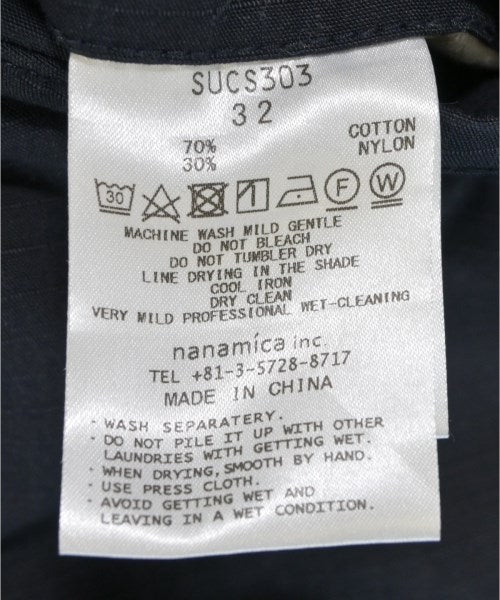 SUCS303
32
70% COTTON
30% NYLON
30 F W
MACHINE WASH MILD GENTLE
DO NOT BLEACH
DO NOT TUMBLER DRY
LINE DRYING IN THE SHADE
COOL IRON
DRY CLEAN
VERY MILD PROFESSIONAL WET-CLEANING
nanamica inc.
TEL +81-3-5728-8717
MADE IN CHINA
· WASH SEPARATERY.
· DO NOT PILE IT UP WITH OTHER
LAUNDRIES WITH GETTING WET.
· WHEN DRYING, SMOOTH BY HAND.
· USE PRESS CLOTH.
· AVOID GETTING WET AND
LEAVING IN A WET CONDITION.